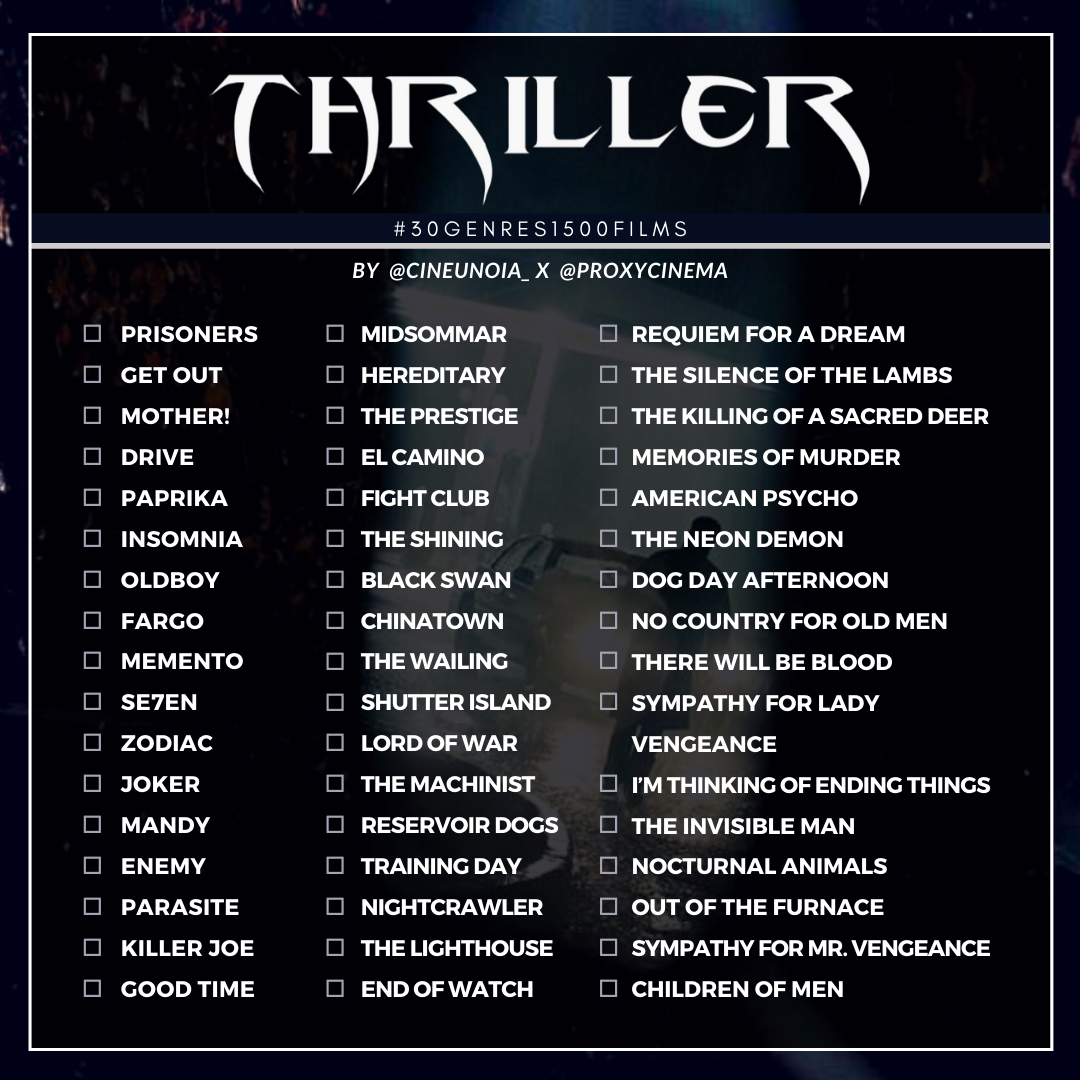 THRILLER
#30GENRES1500FILMS
BY @CINEUNOIA_ X @PROXYCINEMA
PRISONERS
GET OUT
MOTHER!
DRIVE
PAPRIKA
INSOMNIA
OLDBOY
FARGO
MEMENTO
SE7EN
ZODIAC
JOKER
MANDY
ENEMY
PARASITE
KILLER JOE
GOOD TIME
MIDSOMMAR
HEREDITARY
THE PRESTIGE
EL CAMINO
FIGHT CLUB
THE SHINING
BLACK SWAN
CHINATOWN
THE WAILING
SHUTTER ISLAND
LORD OF WAR
THE MACHINIST
RESERVOIR DOGS
TRAINING DAY
NIGHTCRAWLER
THE LIGHTHOUSE
END OF WATCH
REQUIEM FOR A DREAM
THE SILENCE OF THE LAMBS
THE KILLING OF A SACRED DEER
MEMORIES OF MURDER
AMERICAN PSYCHO
THE NEON DEMON
DOG DAY AFTERNOON
NO COUNTRY FOR OLD MEN
THERE WILL BE BLOOD
SYMPATHY FOR LADY
VENGEANCE
I'M THINKING OF ENDING THINGS
THE INVISIBLE MAN
NOCTURNAL ANIMALS
OUT OF THE FURNACE
SYMPATHY FOR MR. VENGEANCE
CHILDREN OF MEN